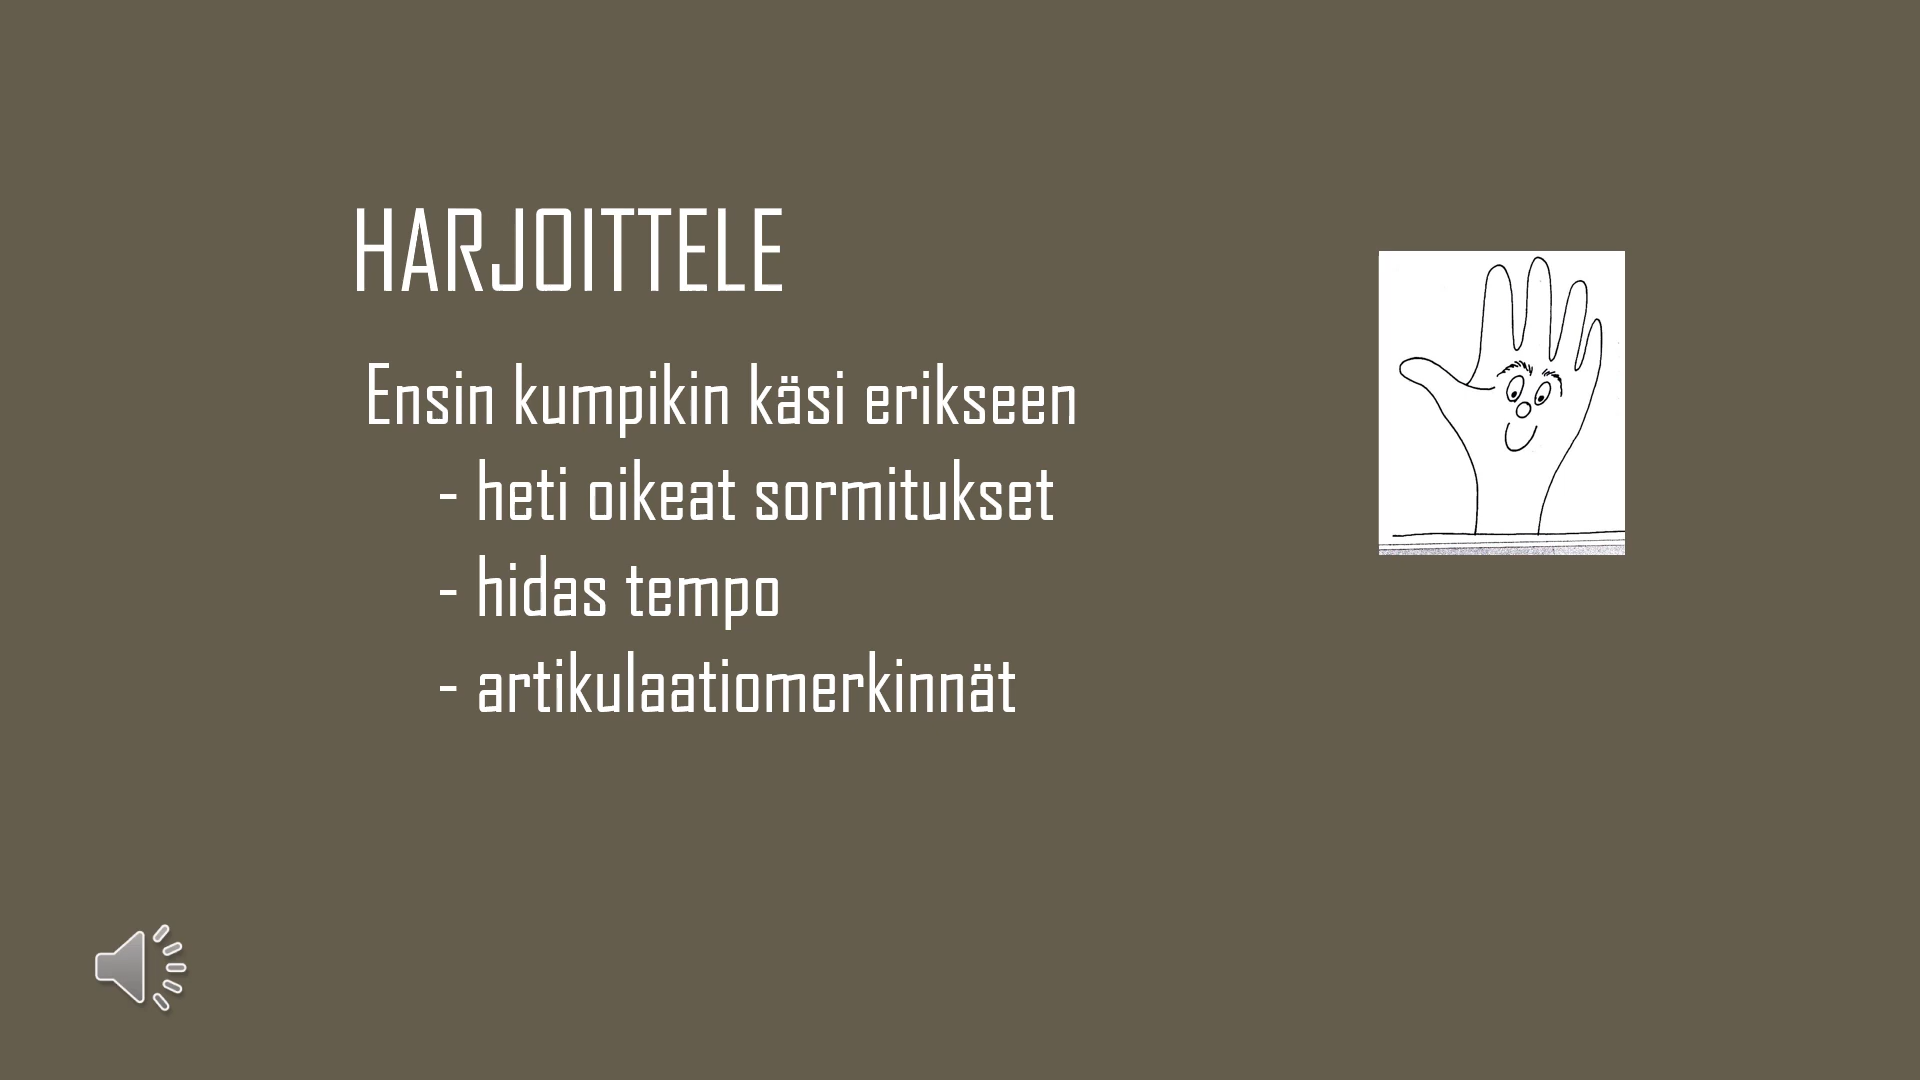 HARJOITTELE
Ensin kumpikin käsi erikseen
- heti oikeat sormitukset
- hidas tempo
- artikulaatiomerkinnät